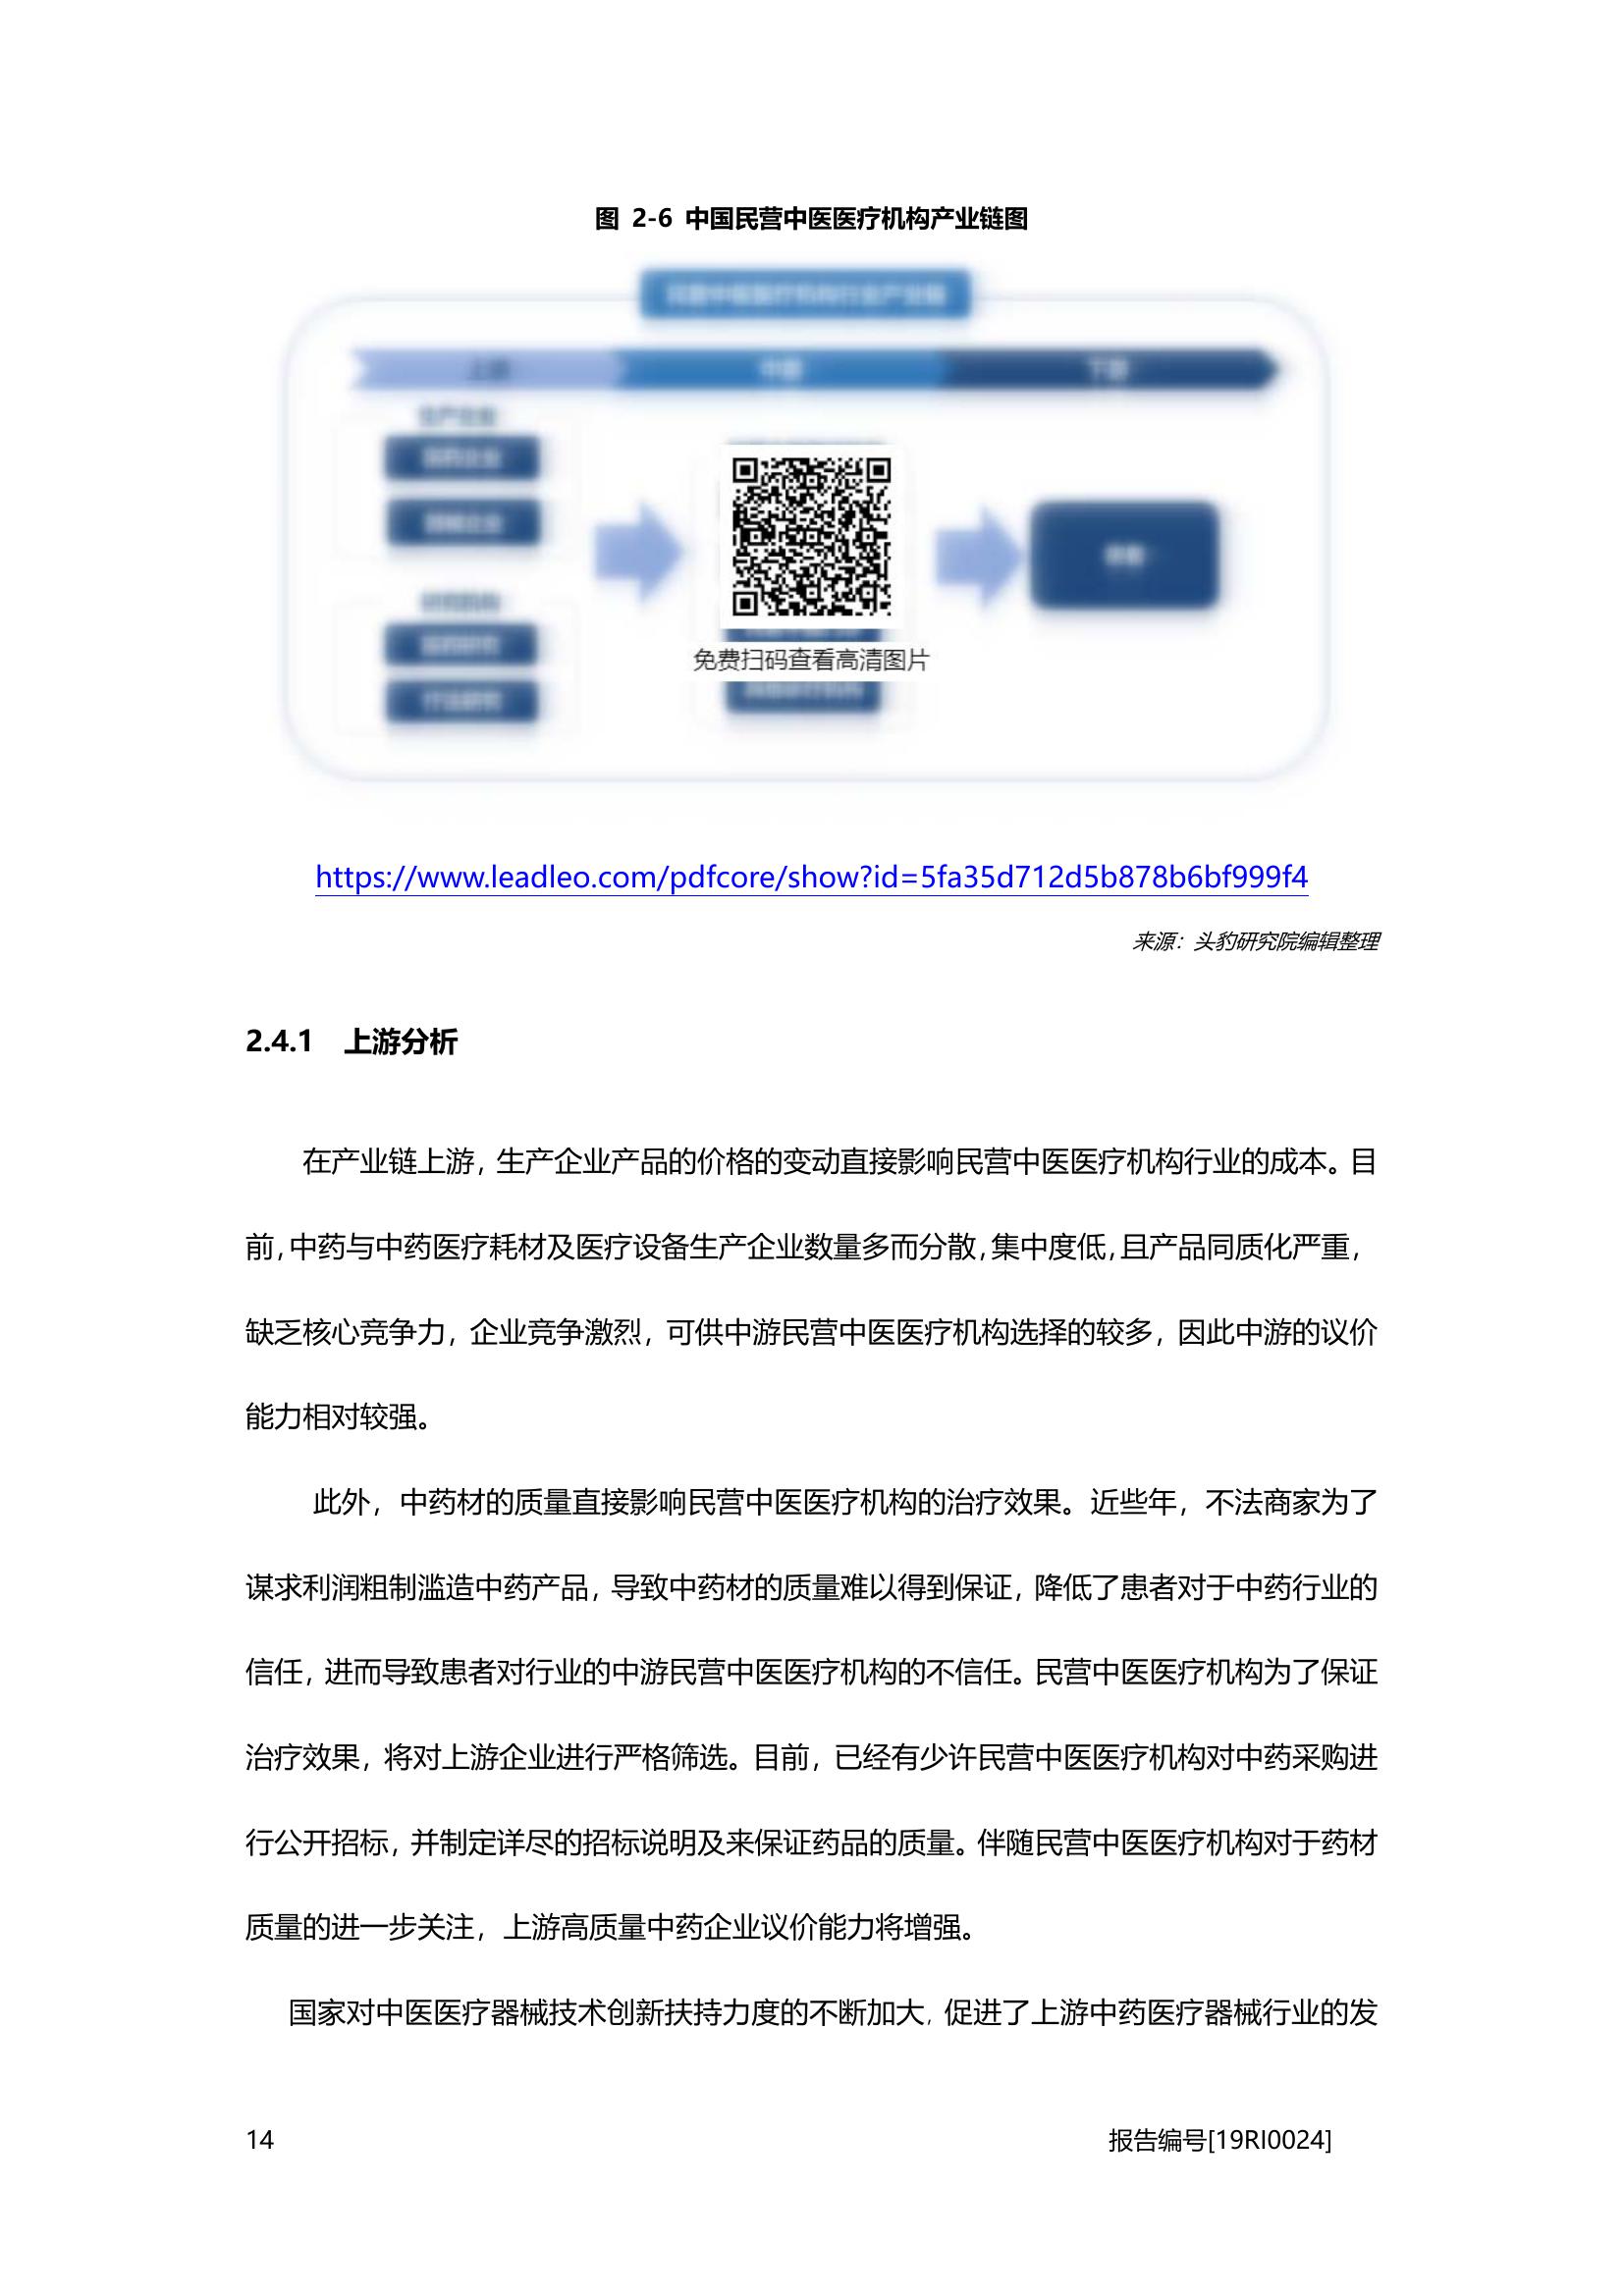 图 2-6 中国民营中医医疗机构产业链图
上游
中游
下游
免费扫码查看高清图片
https://www.leadleo.com/pdfcore/show?id=5fa35d712d5b878b6bf999f4
来源：头豹研究院编辑整理
2.4.1 上游分析
在产业链上游，生产企业产品的价格的变动直接影响民营中医医疗机构行业的成本。目
前，中药与中药医疗耗材及医疗设备生产企业数量多而分散，集中度低，且产品同质化严重，
缺乏核心竞争力，企业竞争激烈，可供中游民营中医医疗机构选择的较多，因此中游的议价
能力相对较强。
此外，中药材的质量直接影响民营中医医疗机构的治疗效果。近些年，不法商家为了
谋求利润粗制滥造中药产品，导致中药材的质量难以得到保证，降低了患者对于中药行业的
信任，进而导致患者对行业的中游民营中医医疗机构的不信任。民营中医医疗机构为了保证
治疗效果，将对上游企业进行严格筛选。目前，已经有少许民营中医医疗机构对中药采购进
行公开招标，并制定详尽的招标说明及来保证药品的质量。伴随民营中医医疗机构对于药材
质量的进一步关注，上游高质量中药企业议价能力将增强。
国家对中医医疗器械技术创新扶持力度的不断加大，促进了上游中药医疗器械行业的发
14
报告编号[19RI0024]